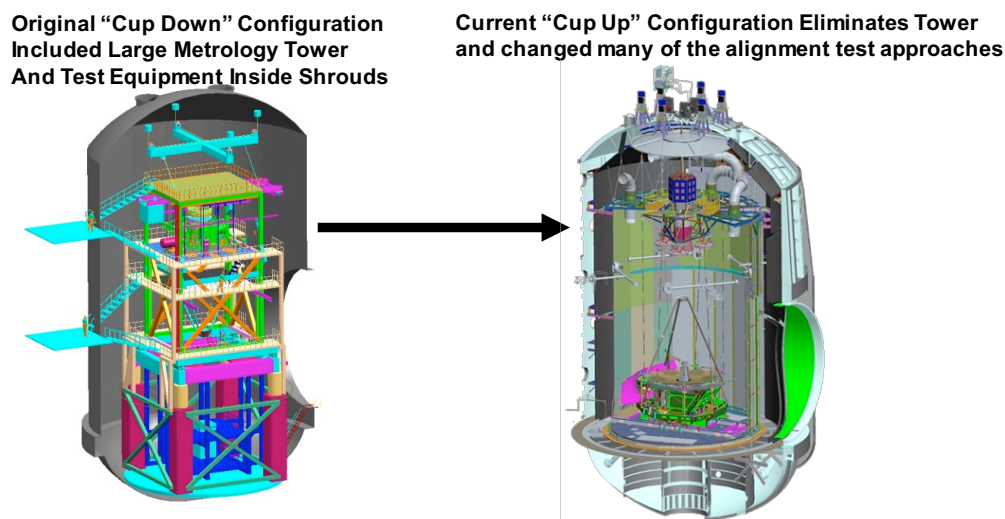 Original “Cup Down” Configuration
Included Large Metrology Tower
And Test Equipment Inside Shrouds
Current “Cup Up” Configuration Eliminates Tower
and changed many of the alignment test approaches